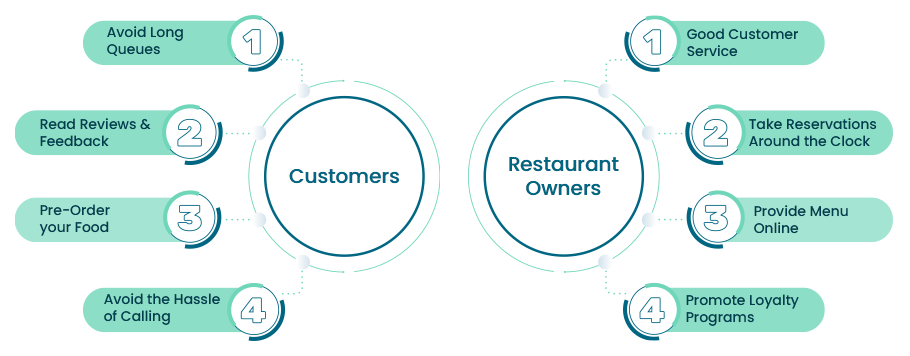 Avoid Long
Queues
1
Read Reviews &
Feedback
2
Pre-Order
your Food
3
Avoid the Hassle
of Calling
4
Customers
Restaurant
Owners
1
Good Customer
Service
2
Take Reservations
Around the Clock
3
Provide Menu
Online
4
Promote Loyalty
Programs